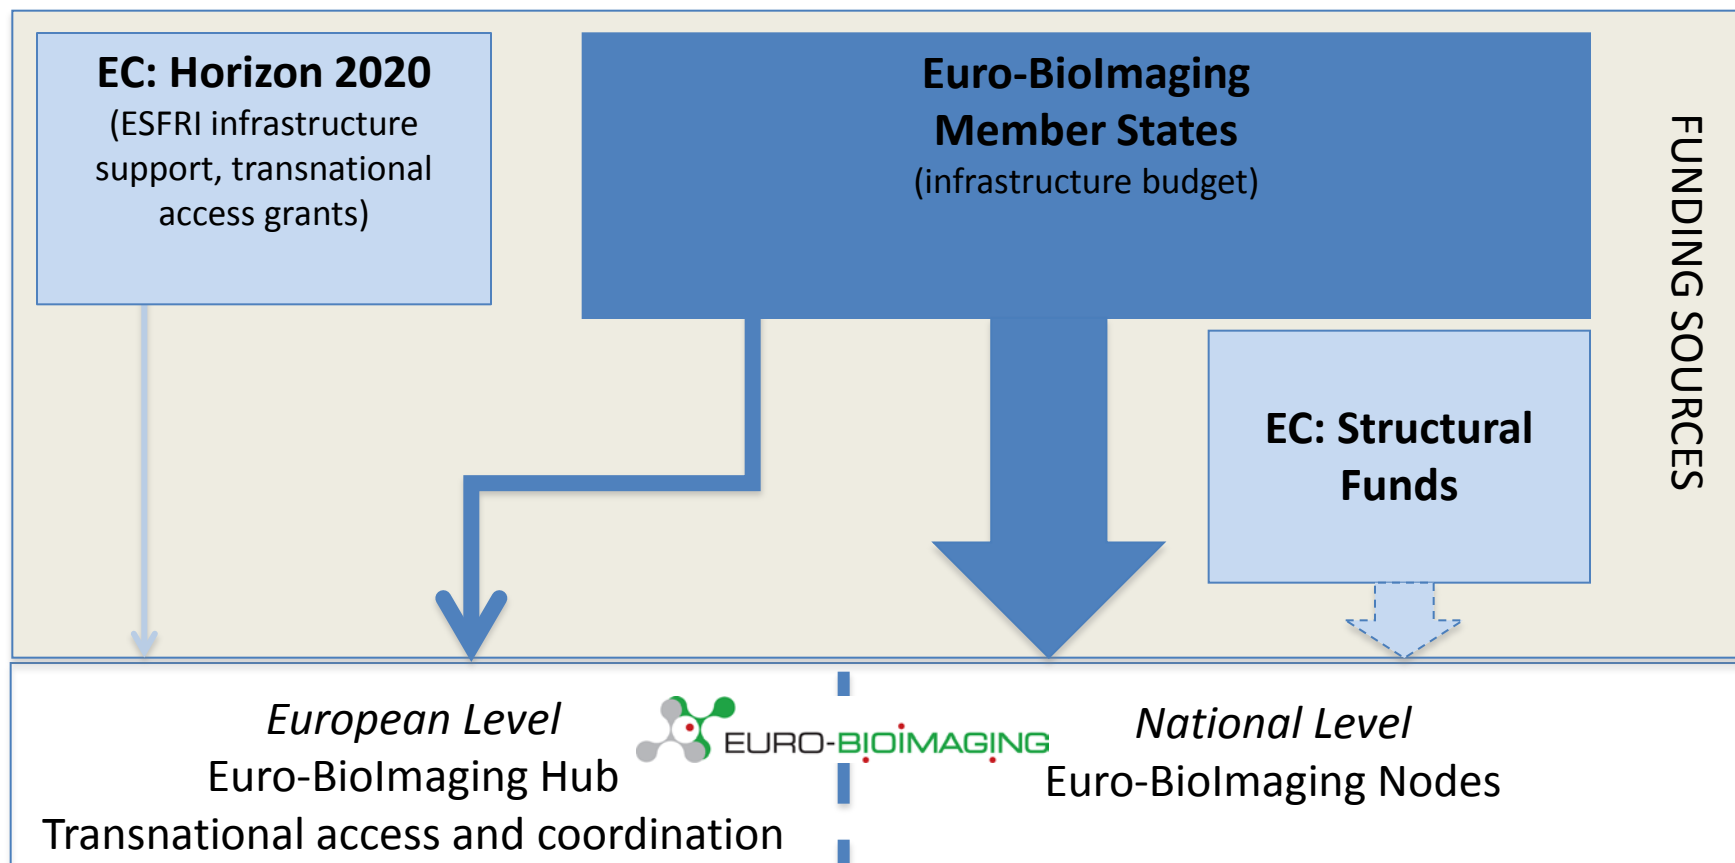 EC: Horizon 2020
(ESFRI infrastructure
support, transnational
access grants)
Euro-BioImaging
Member States
(infrastructure budget)
EC: Structural
Funds
FUNDING SOURCES
European Level
Euro-BioImaging Hub
Transnational access and coordination
EURO-BIOIMAGING
National Level
Euro-BioImaging Nodes